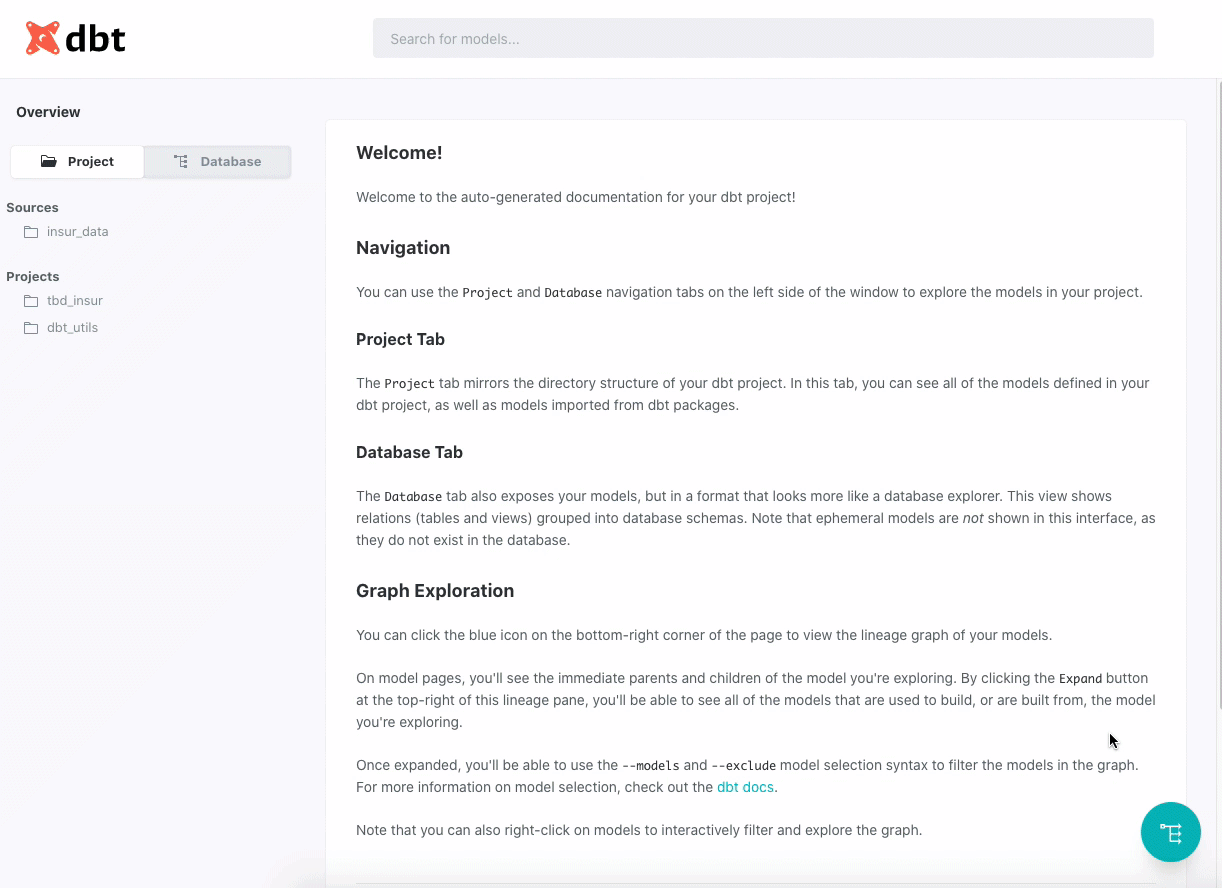 dbt
Search for models...
Overview
Project
Database
Sources
insur_data
Projects
tbd_insur
dbt_utils
Welcome!
Welcome to the auto-generated documentation for your dbt project!
Navigation
You can use the Project and Database navigation tabs on the left side of the window to explore the models in your project.
Project Tab
The Project tab mirrors the directory structure of your dbt project. In this tab, you can see all of the models defined in your
dbt project, as well as models imported from dbt packages.
Database Tab
The Database tab also exposes your models, but in a format that looks more like a database explorer. This view shows
relations (tables and views) grouped into database schemas. Note that ephemeral models are not shown in this interface, as
they do not exist in the database.
Graph Exploration
You can click the blue icon on the bottom-right corner of the page to view the lineage graph of your models.
On model pages, you'll see the immediate parents and children of the model you're exploring. By clicking the Expand button
at the top-right of this lineage pane, you'll be able to see all of the models that are used to build, or are built from, the model
you're exploring.
Once expanded, you'll be able to use the --models and --exclude model selection syntax to filter the models in the graph.
For more information on model selection, check out the dbt docs.
Note that you can also right-click on models to interactively filter and explore the graph.